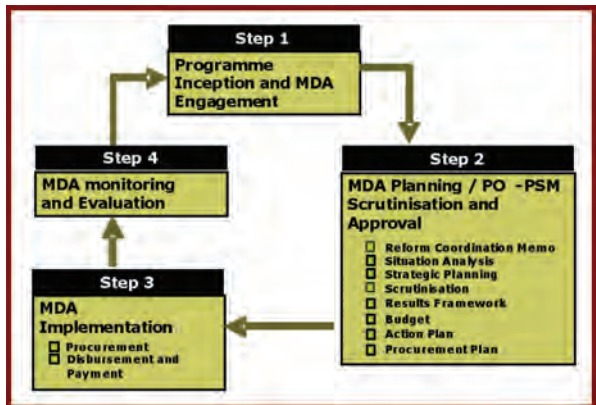 Step 1
Programme
Inception and MDA
Engagement
Step 2
MDA Planning / PO -PSM
Scrutinisation and
Approval
Reform Coordination Memo
Situation Analysis
Strategic Planning
Scrutinisation
Results Framework
Budget
Action Plan
Procurement Plan
Step 3
MDA
Implementation
Procurement
Disbursement and
Payment
Step 4
MDA monitoring
and Evaluation